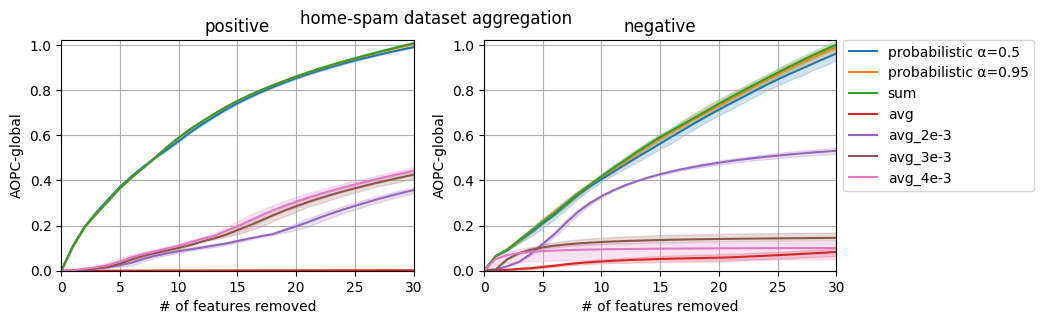 home-spam dataset aggregation
positive
AOPC-global
1.0
0.8
0.6
0.4
0.2
0.0
0 5 10 15 20 25 30
# of features removed
negative
AOPC-global
1.0
0.8
0.6
0.4
0.2
0.0
0 5 10 15 20 25 30
# of features removed
probabilistic α=0.5
probabilistic α=0.95
sum
avg
avg_2e-3
avg_3e-3
avg_4e-3